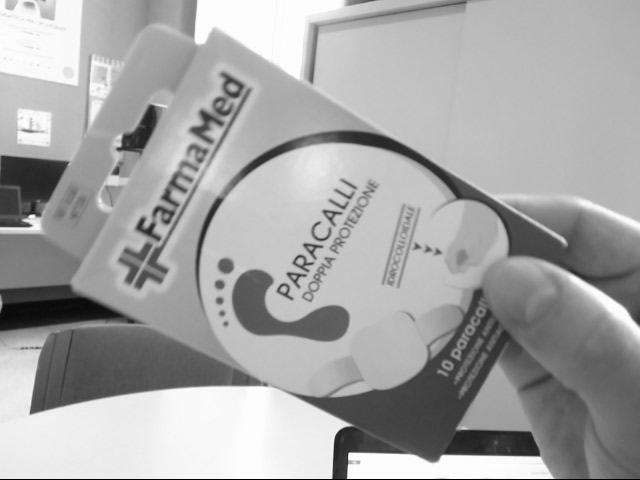 FarmaMed
PARACALLI
DOPPIA PROTEZIONE
IDROCOLLOIDALE
10 paracalli